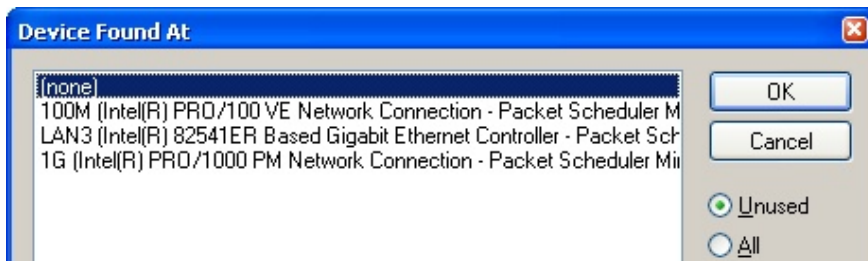 Device Found At
(none)
100M (Intel(R) PRO/100 VE Network Connection - Packet Scheduler M
LAN3 (Intel(R) 82541ER Based Gigabit Ethernet Controller - Packet Sch
1G (Intel(R) PRO/1000 PM Network Connection - Packet Scheduler Min
OK
Cancel
Unused
All